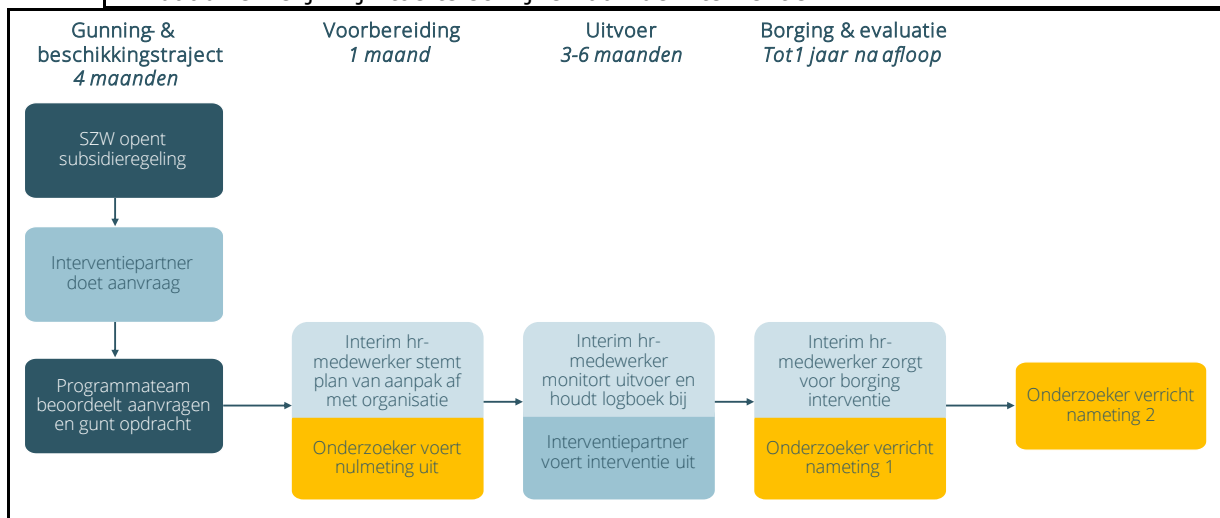 Gunning- &
beschikkingstraject
4 maanden
Voorbereiding
1 maand
Uitvoer
3-6 maanden
Borging & evaluatie
Tot 1 jaar na afloop
SZW opent
subsidieregeling
Interventiepartner
doet aanvraag
Programmateam
beoordeelt aanvragen
en gunt opdracht
Interim hr-
medewerker stemt
plan van aanpak af
met organisatie
Onderzoeker voert
nulmeting uit
Interim hr-
medewerker
monitort uitvoer en
houdt logboek bij
Interventiepartner
voert interventie uit
Interim hr-
medewerker zorgt
voor borging
interventie
Onderzoeker verricht
nameting 1
Onderzoeker verricht
nameting 2